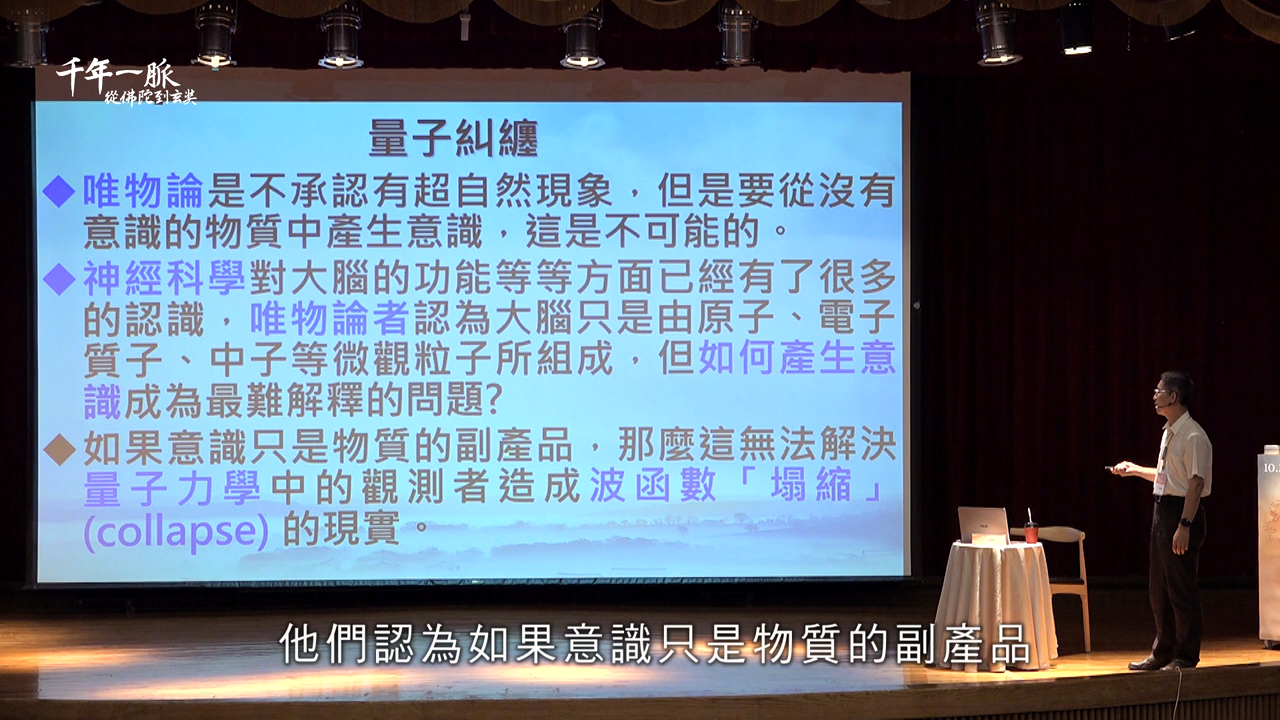 千年一脈
從佛陀到玄奘
量子糾纏
◆唯物論是不承認有超自然現象，但是要從沒有
意識的物質中產生意識，這是不可能的。
◆神經科學對大腦的功能等等方面已經有了很多
的認識，唯物論者認為大腦只是由原子、電子
質子、中子等微觀粒子所組成，但如何產生意
識成為最難解釋的問題?
◆如果意識只是物質的副產品，那麼這無法解決
量子力學中的觀測者造成波函數「塌縮」
(collapse) 的現實。
他們認為如果意識只是物質的副產品